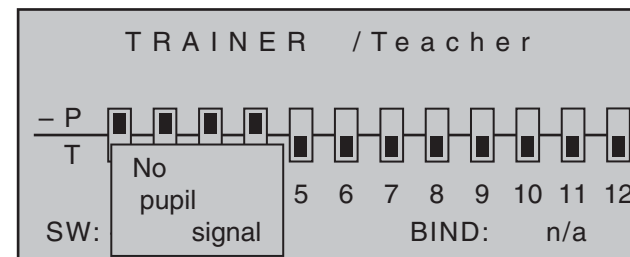 TRAINER /Teacher
– P
T
No
pupil
signal
5 6 7 8 9 10 11 12
SW: BIND: n/a